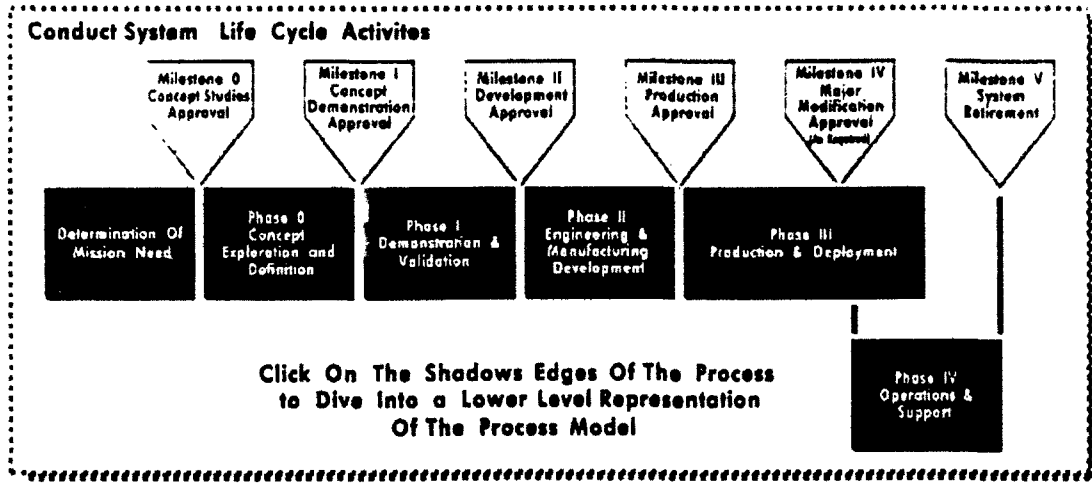 Conduct System Life Cycle Activites
Milestone 0
Concept Studies
Approval
Milestone I
Concept
Demonstration
Approval
Milestone II
Development
Approval
Milestone III
Production
Approval
Milestone IV
Major
Modification
Approval
(As Required)
Milestone V
System
Retirement
Determination Of
Mission Need
Phase 0
Concept
Exploration and
Definition
Phase I
Demonstration &
Validation
Phase II
Engineering &
Manufacturing
Development
Phase III
Production & Deployment
Phase IV
Operations &
Support
Click On The Shadows Edges Of The Process
to Dive Into a Lower Level Representation
Of The Process Model